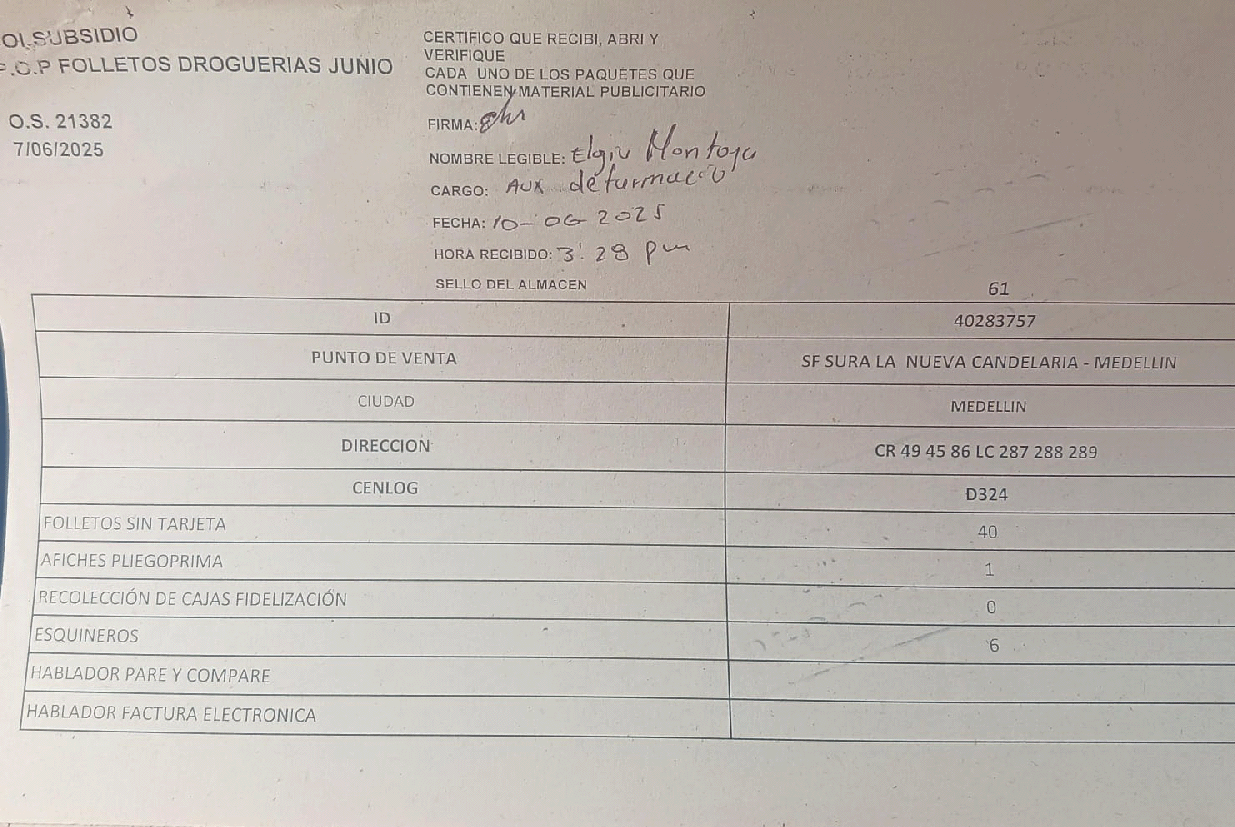 OLSUBSIDIO
P.O.P FOLLETOS DROGUERIAS JUNIO
O.S. 21382
7/06/2025
CERTIFICO QUE RECIBI, ABRI Y
VERIFIQUE
CADA UNO DE LOS PAQUETES QUE
CONTIENEN MATERIAL PUBLICITARIO
FIRMA:
NOMBRE LEGIBLE: Montoya
CARGO: Aux de farmacia
FECHA: 10-06-2025
HORA RECIBIDO: 3:28 pm
SELLO DEL ALMACEN
61
ID 40283757
PUNTO DE VENTA SF SURA LA NUEVA CANDELARIA - MEDELLIN
CIUDAD MEDELLIN
DIRECCION CR 49 45 86 LC 287 288 289
CENLOG D324
FOLLETOS SIN TARJETA 40
AFICHES PLIEGOPRIMA 1
RECOLECCIÓN DE CAJAS FIDELIZACIÓN 0
ESQUINEROS 6
HABLADOR PARE Y COMPARE
HABLADOR FACTURA ELECTRONICA